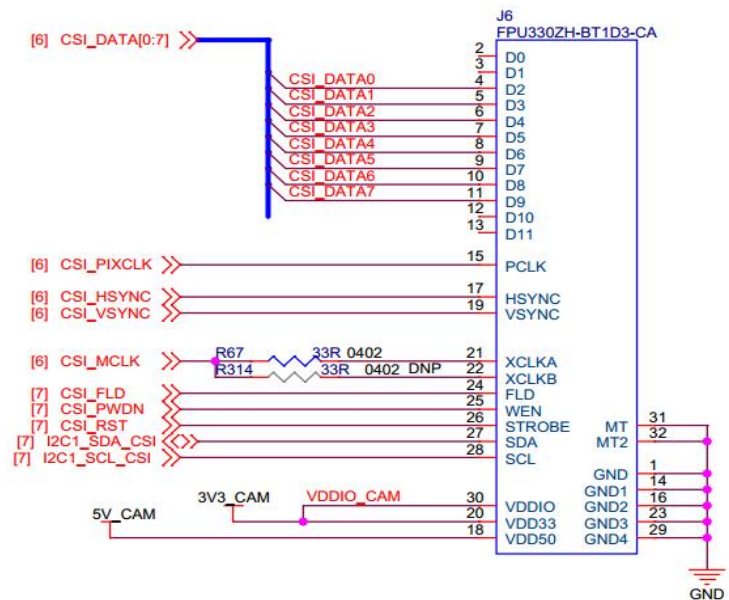 J6
FPU330ZH-BT1D3-CA
[6] CSI_DATA[0:7]
2 D0
3 D1
CSI_DATA0 4 D2
CSI_DATA1 5 D3
CSI_DATA2 6 D4
CSI_DATA3 7 D5
CSI_DATA4 8 D6
CSI_DATA5 9 D7
CSI_DATA6 10 D8
CSI_DATA7 11 D9
12 D10
13 D11
[6] CSI_PIXCLK 15 PCLK
[6] CSI_HSYNC 17 HSYNC
[6] CSI_VSYNC 19 VSYNC
[6] CSI_MCLK R67 33R 0402 21 XCLKA
R314 33R 0402 DNP 22 XCLKB
[7] CSI_FLD 24 FLD
[7] CSI_PWDN 25 WEN
[7] CSI_RST 26 STROBE MT 31
[7] I2C1_SDA_CSI 27 SDA MT2 32
[7] I2C1_SCL_CSI 28 SCL
GND 1
GND1 14
3V3_CAM VDDIO_CAM 30 VDDIO GND2 16
5V_CAM 20 VDD33 GND3 23
18 VDD50 GND4 29
GND